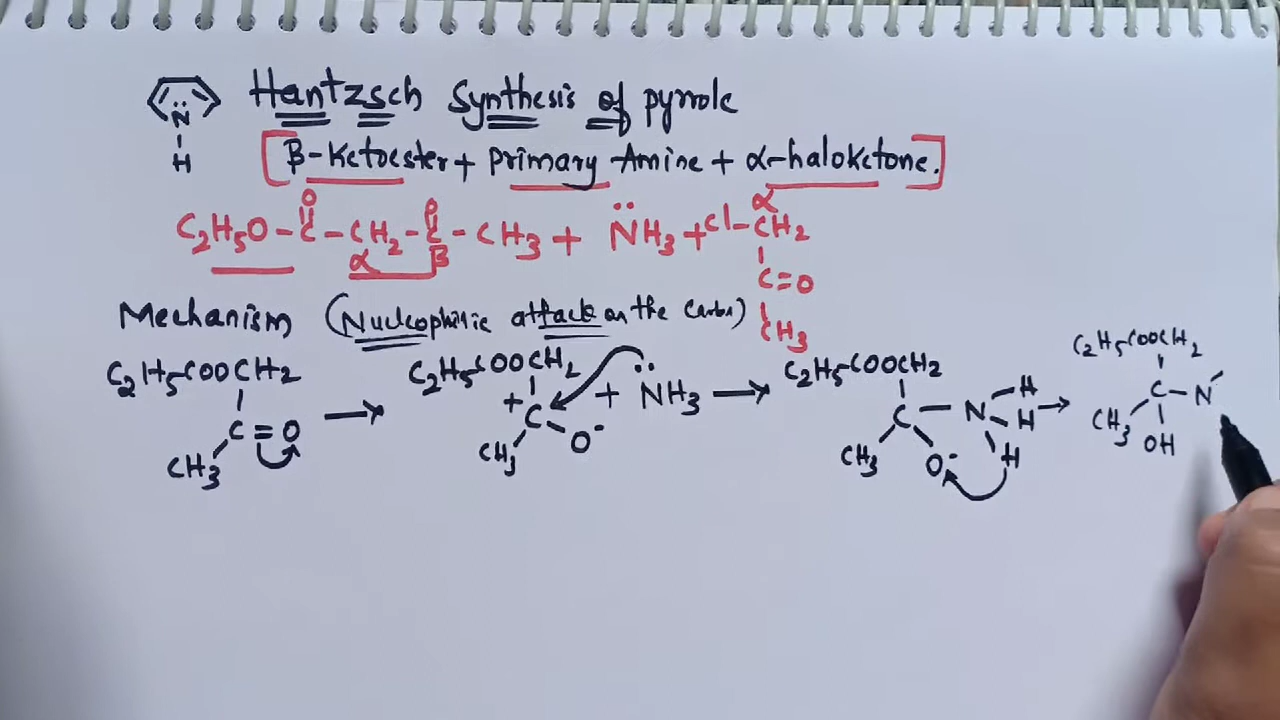 Hantzsch Synthesis of pyrrole
N
H
[β-Ketoester + primary Amine + α-haloketone.]
O O α
C2H5O-C-CH2-C-CH3 + NH3 + Cl-CH2
α β
C=O
CH3
Mechanism (Nucleophilic attack on the Carbon)
C2H5COOCH2 C2H5COOCH2 C2H5COOCH2 C2H5COOCH2
C=O + C + NH3 C-N H H H C-N
CH3 CH3 O- CH3 O- CH3 OH